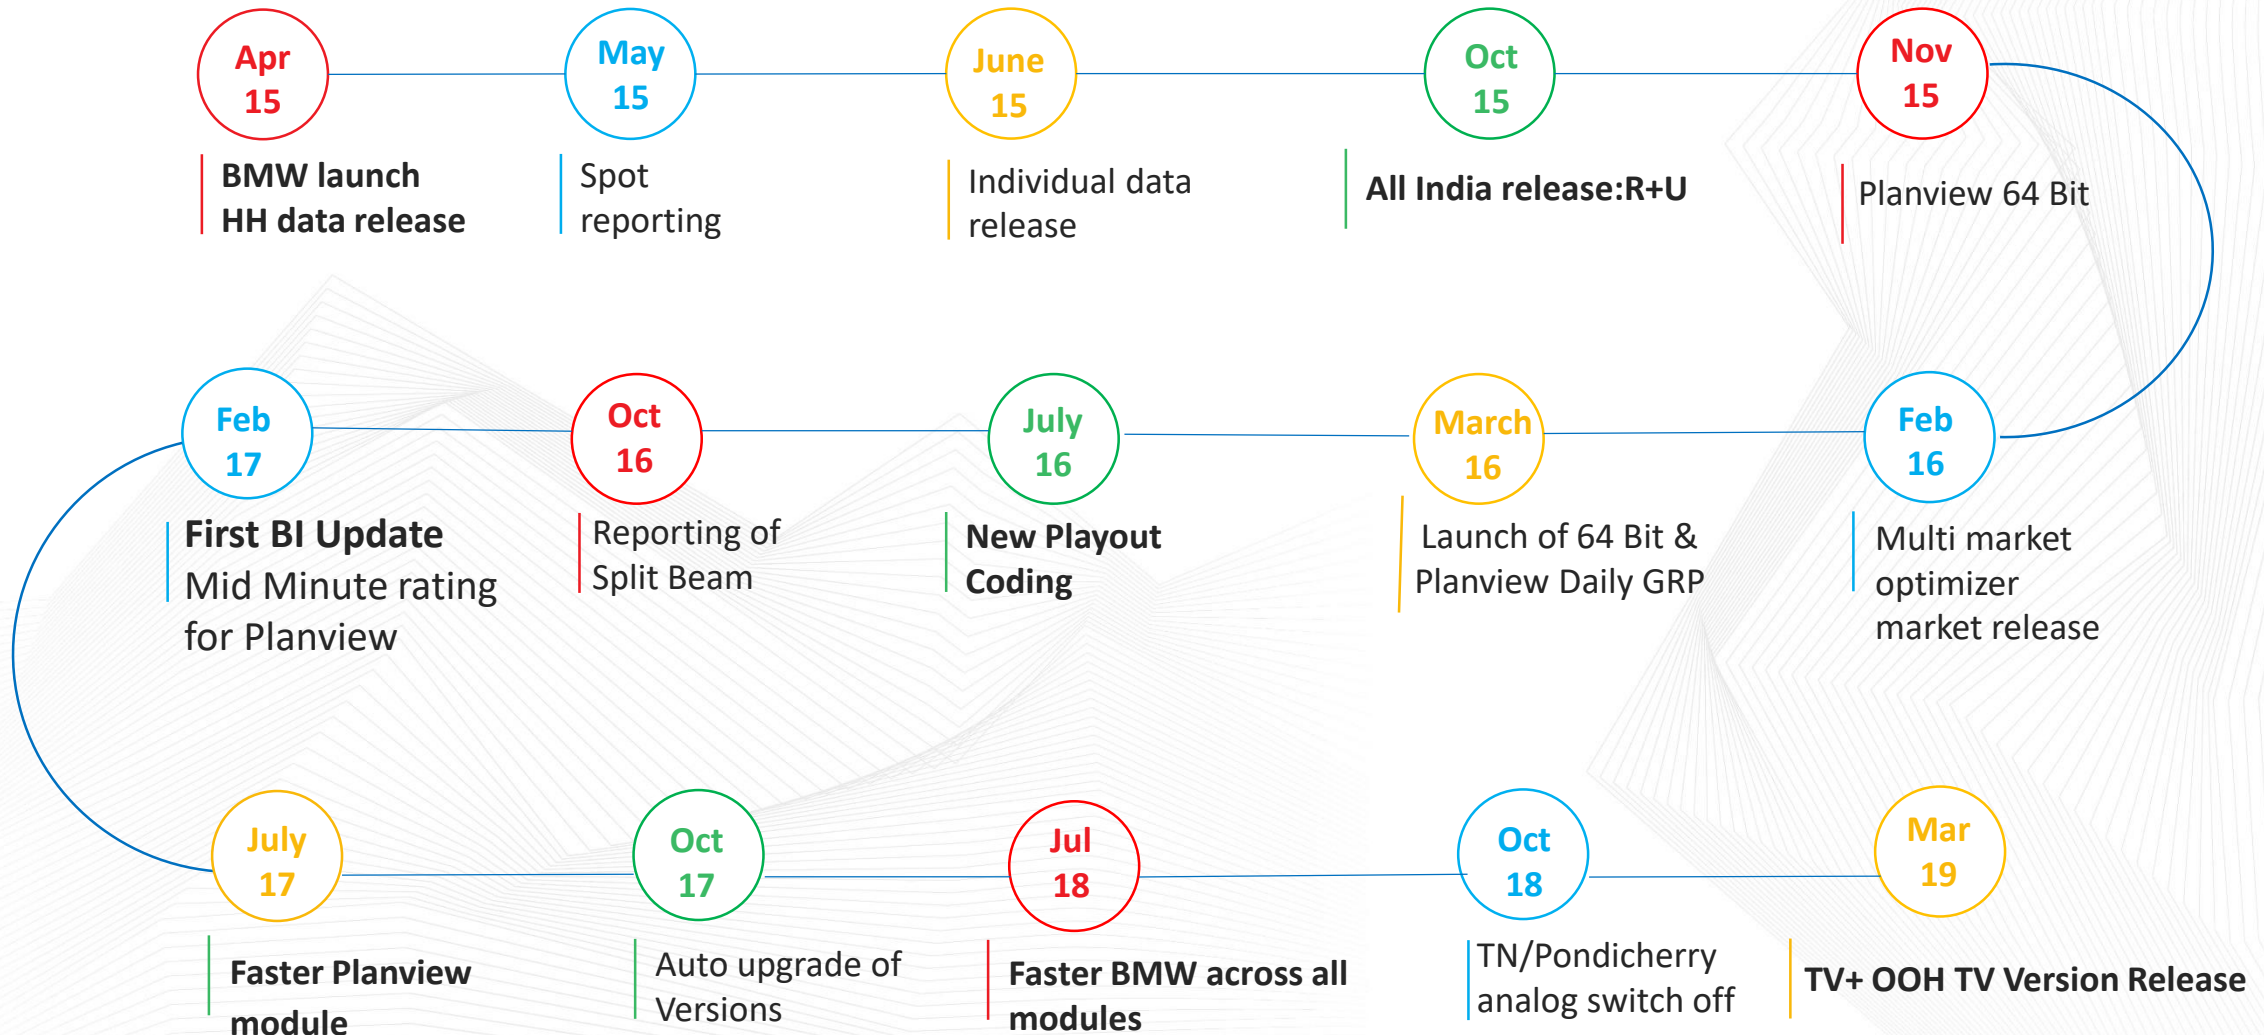 Apr
15
May
15
June
15
Oct
15
Nov
15
BMW launch
HH data release
Spot
reporting
Individual data
release
All India release:R+U
Planview 64 Bit
Feb
17
Oct
16
July
16
March
16
Feb
16
First BI Update
Mid Minute rating
for Planview
Reporting of
Split Beam
New Playout
Coding
Launch of 64 Bit &
Planview Daily GRP
Multi market
optimizer
market release
July
17
Oct
17
Jul
18
Oct
18
Mar
19
Faster Planview
module
Auto upgrade of
Versions
Faster BMW across all
modules
TN/Pondicherry
analog switch off
TV+ OOH TV Version Release